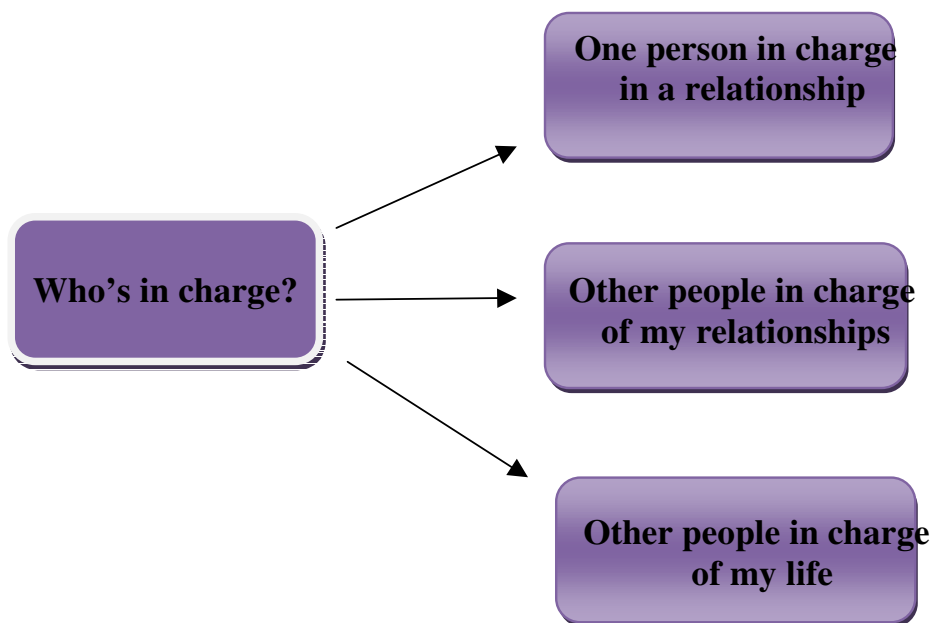 One person in charge
in a relationship
Who’s in charge?
Other people in charge
of my relationships
Other people in charge
of my life